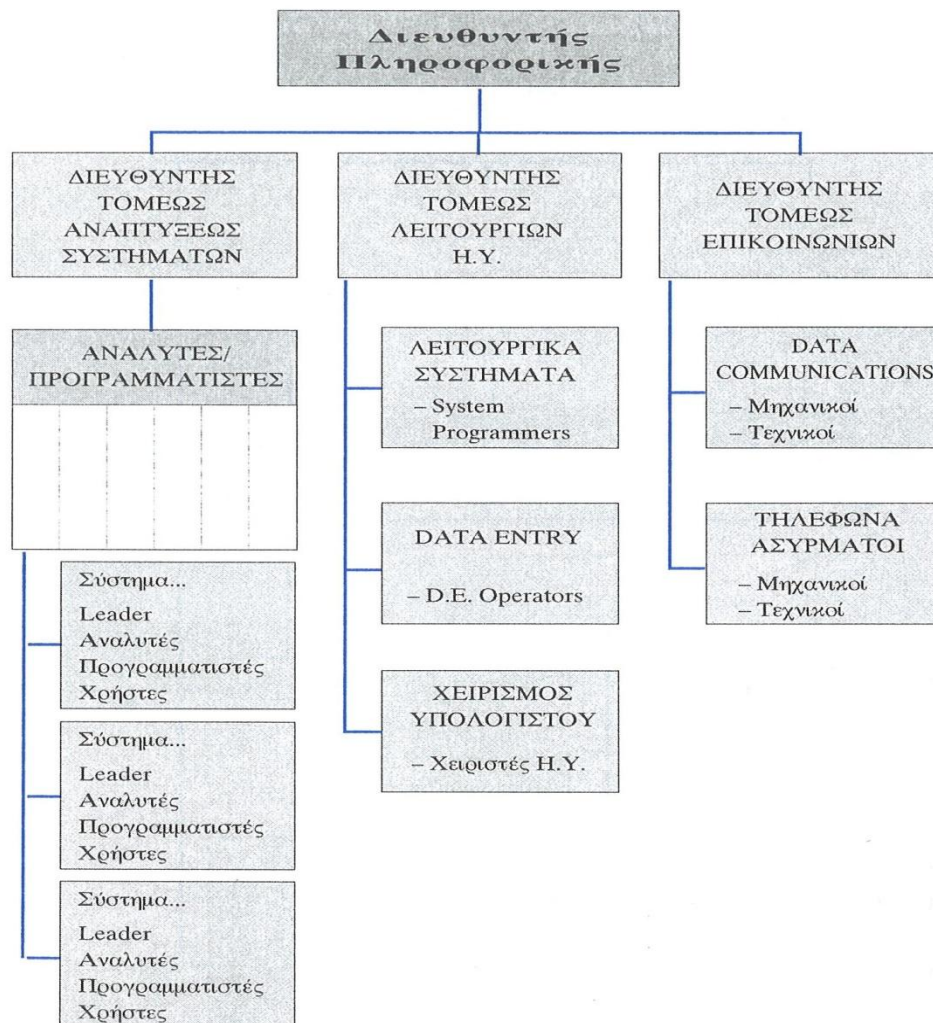 Διευθυντής
Πληροφορικής
ΔΙΕΥΘΥΝΤΗΣ
ΤΟΜΕΩΣ
ΑΝΑΠΤΥΞΕΩΣ
ΣΥΣΤΗΜΑΤΩΝ
ΑΝΑΛΥΤΕΣ/
ΠΡΟΓΡΑΜΜΑΤΙΣΤΕΣ
Σύστημα...
Leader
Αναλυτές
Προγραμματιστές
Χρήστες
Σύστημα...
Leader
Αναλυτές
Προγραμματιστές
Χρήστες
Σύστημα...
Leader
Αναλυτές
Προγραμματιστές
Χρήστες
ΔΙΕΥΘΥΝΤΗΣ
ΤΟΜΕΩΣ
ΛΕΙΤΟΥΡΓΙΩΝ
Η.Υ.
ΛΕΙΤΟΥΡΓΙΚΑ
ΣΥΣΤΗΜΑΤΑ
– System
Programmers
DATA ENTRY
– D.E. Operators
ΧΕΙΡΙΣΜΟΣ
ΥΠΟΛΟΓΙΣΤΟΥ
– Χειριστές Η.Υ.
ΔΙΕΥΘΥΝΤΗΣ
ΤΟΜΕΩΣ
ΕΠΙΚΟΙΝΩΝΙΩΝ
DATA
COMMUNICATIONS
– Μηχανικοί
– Τεχνικοί
ΤΗΛΕΦΩΝΑ
ΑΣΥΡΜΑΤΟΙ
– Μηχανικοί
– Τεχνικοί